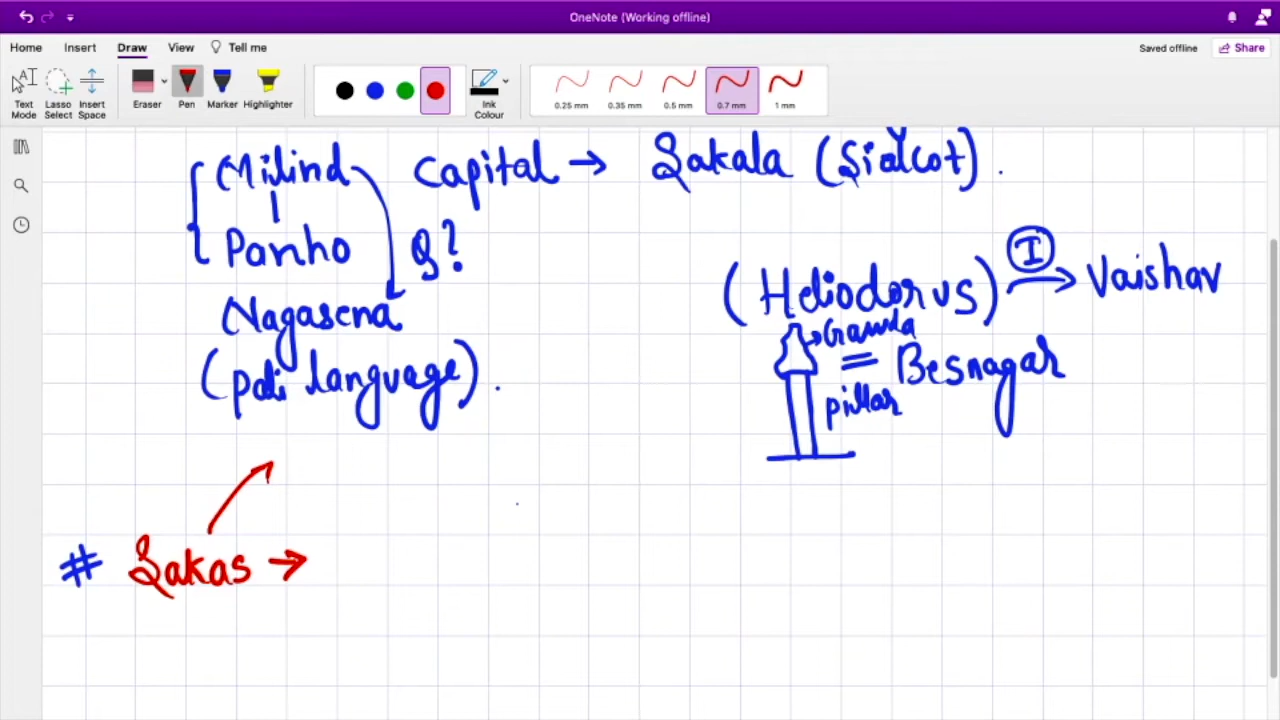 OneNote (Working offline)
Home Insert Draw View Tell me
Saved offline Share
Text Mode Lasso Select Insert Space Eraser Pen Marker Highlighter Ink Colour 0.25 mm 0.35 mm 0.5 mm 0.7 mm 1 mm
Milind Capital → Sakala (Sialcot).
Panho Q?
(Heliodorus) I → Vaishav
Nagasena
Garuda
= Besnagar
(pali language).
pillar
# Sakas →